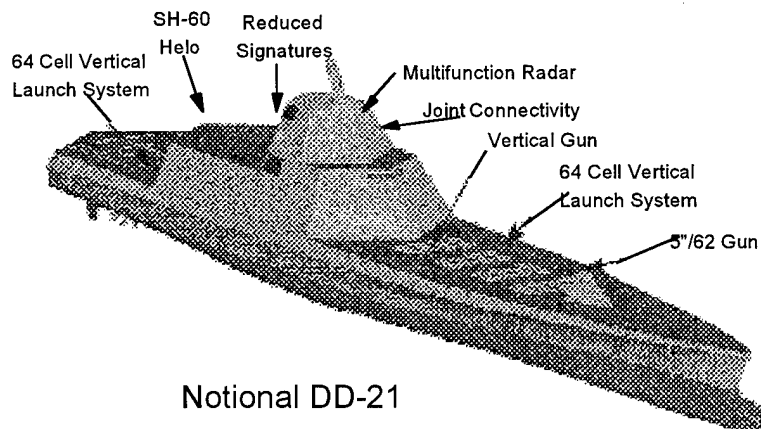 SH-60
Helo
Reduced
Signatures
64 Cell Vertical
Launch System
Multifunction Radar
Joint Connectivity
Vertical Gun
64 Cell Vertical
Launch System
5"/62 Gun
Notional DD-21